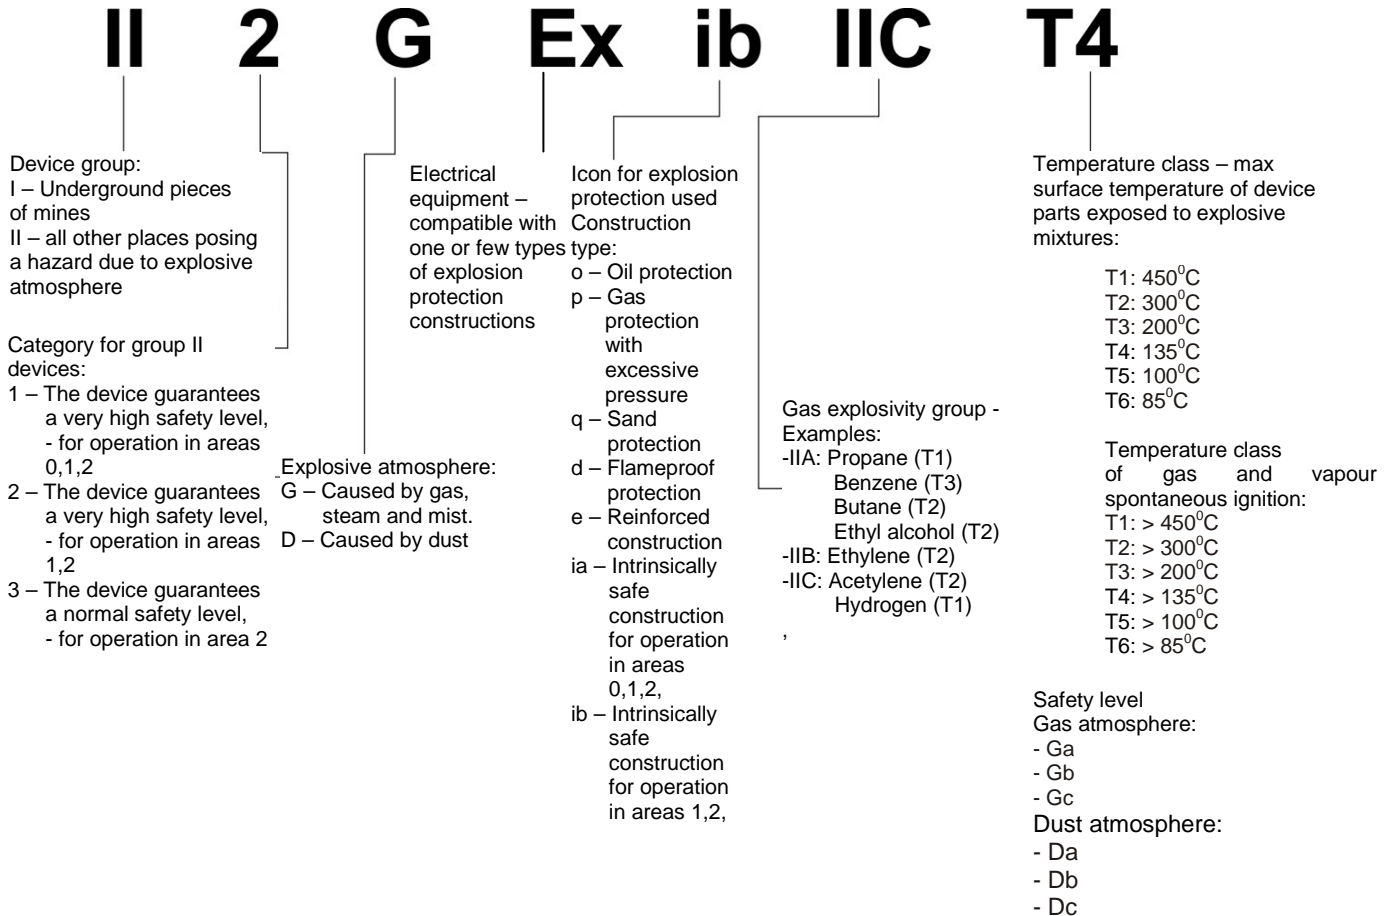 II 2 G Ex ib IIC T4
Device group:
I – Underground pieces
of mines
II – all other places posing
a hazard due to explosive
atmosphere
Category for group II
devices:
1 – The device guarantees
a very high safety level,
- for operation in areas
0,1,2
2 – The device guarantees
a very high safety level,
- for operation in areas
1,2
3 – The device guarantees
a normal safety level,
- for operation in area 2
Explosive atmosphere:
G – Caused by gas,
steam and mist.
D – Caused by dust
Electrical
equipment –
compatible with
one or few types
of explosion
protection
constructions
Icon for explosion
protection used
Construction
type:
o – Oil protection
p – Gas
protection
with
excessive
pressure
q – Sand
protection
d – Flameproof
protection
e – Reinforced
construction
ia – Intrinsically
safe
construction
for operation
in areas
0,1,2,
ib – Intrinsically
safe
construction
for operation
in areas 1,2,
Gas explosivity group -
Examples:
-IIA: Propane (T1)
Benzene (T3)
Butane (T2)
Ethyl alcohol (T2)
-IIB: Ethylene (T2)
-IIC: Acetylene (T2)
Hydrogen (T1)
,
Temperature class – max
surface temperature of device
parts exposed to explosive
mixtures:
T1: 450⁰C
T2: 300⁰C
T3: 200⁰C
T4: 135⁰C
T5: 100⁰C
T6: 85⁰C
Temperature class
of gas and vapour
spontaneous ignition:
T1: > 450⁰C
T2: > 300⁰C
T3: > 200⁰C
T4: > 135⁰C
T5: > 100⁰C
T6: > 85⁰C
Safety level
Gas atmosphere:
- Ga
- Gb
- Gc
Dust atmosphere:
- Da
- Db
- Dc